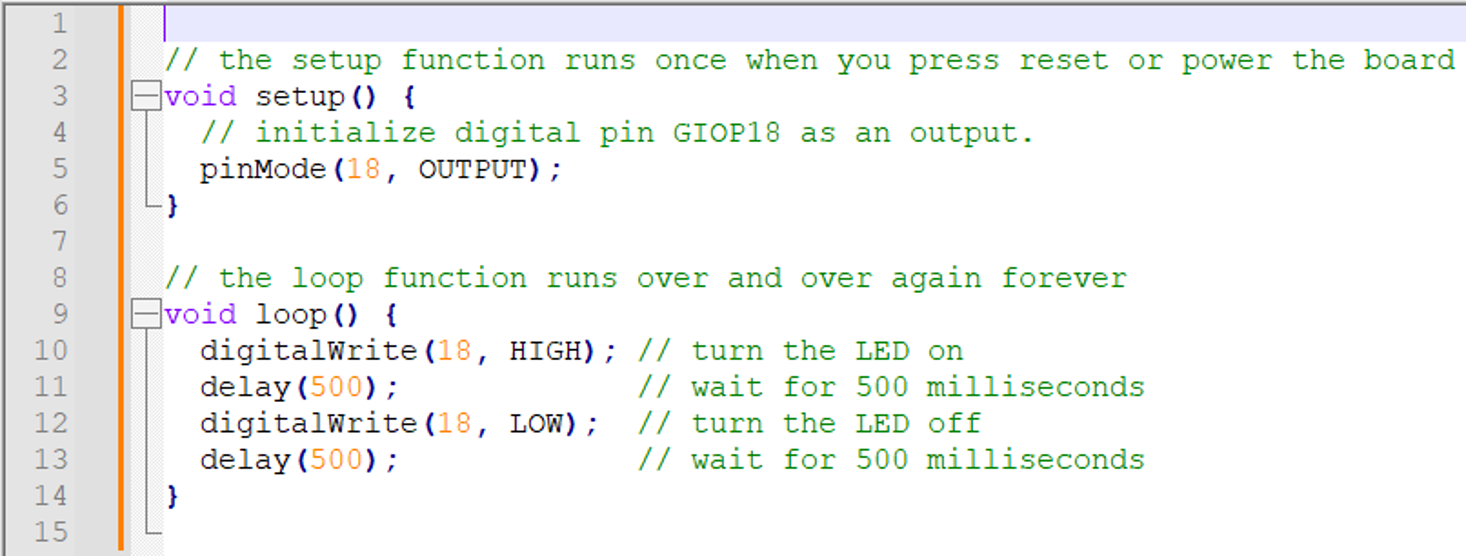 1
2 // the setup function runs once when you press reset or power the board
3 void setup() {
4   // initialize digital pin GIOP18 as an output.
5   pinMode(18, OUTPUT);
6 }
7
8 // the loop function runs over and over again forever
9 void loop() {
10   digitalWrite(18, HIGH); // turn the LED on
11   delay(500);             // wait for 500 milliseconds
12   digitalWrite(18, LOW);  // turn the LED off
13   delay(500);             // wait for 500 milliseconds
14 }
15